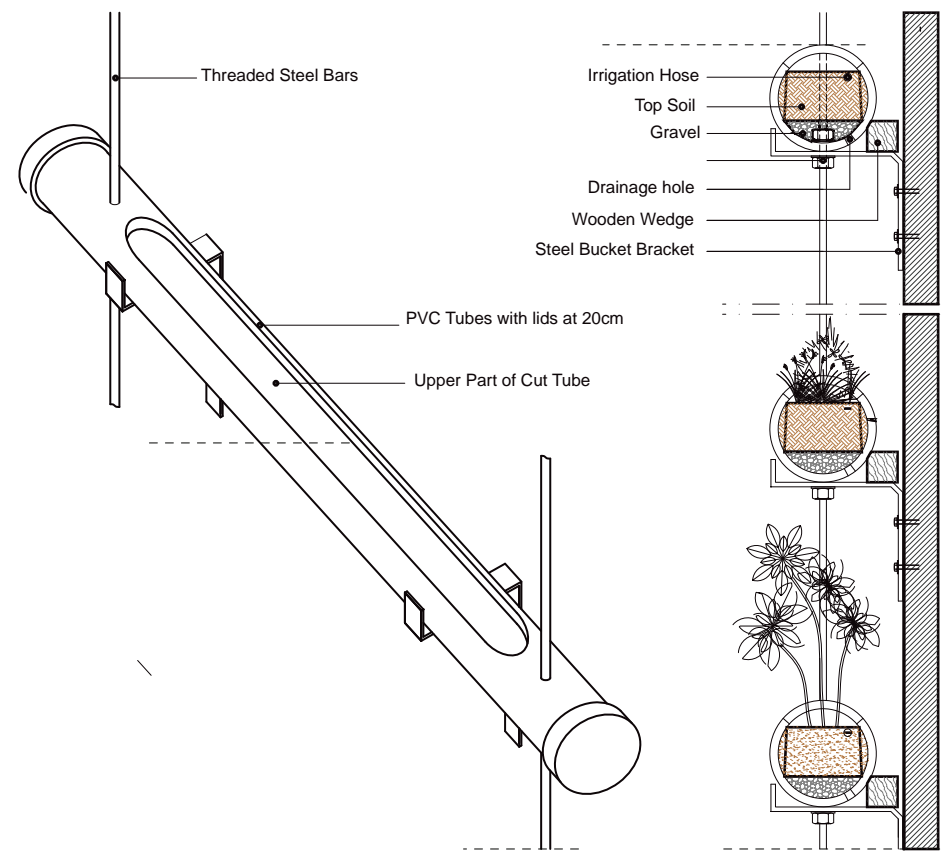 Threaded Steel Bars
PVC Tubes with lids at 20cm
Upper Part of Cut Tube
Irrigation Hose
Top Soil
Gravel
Drainage hole
Wooden Wedge
Steel Bucket Bracket